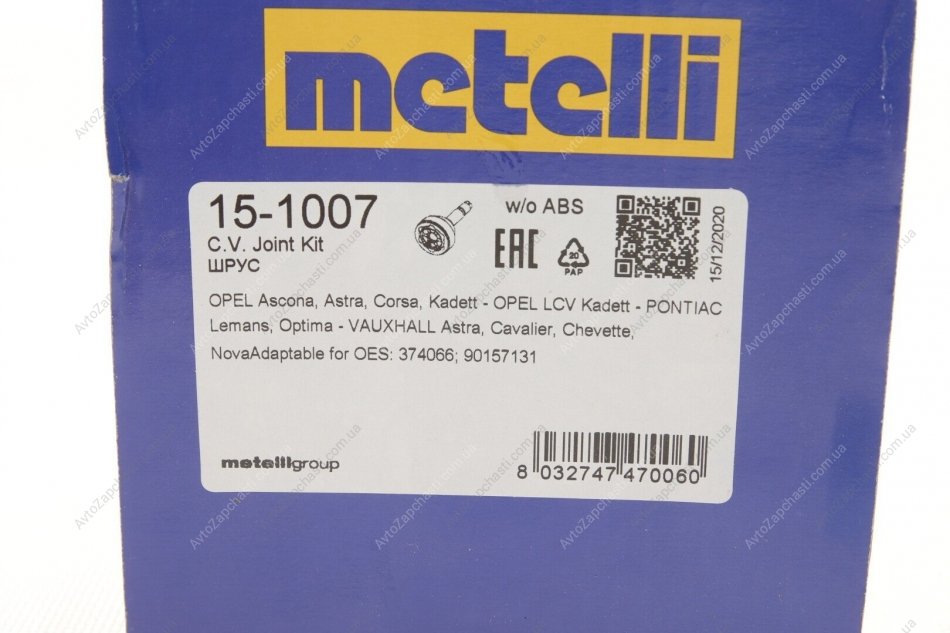 metelli
15-1007
C.V. Joint Kit
ШРУС
w/o ABS
EAC
20
PAP
15/12/2020
OPEL Ascona, Astra, Corsa, Kadett - OPEL LCV Kadett - PONTIAC
Lemans, Optima - VAUXHALL Astra, Cavalier, Chevette,
NovaAdaptable for OES: 374066; 90157131
metelligroup
8 032747 470060
AvtoZapchasti.com.ua